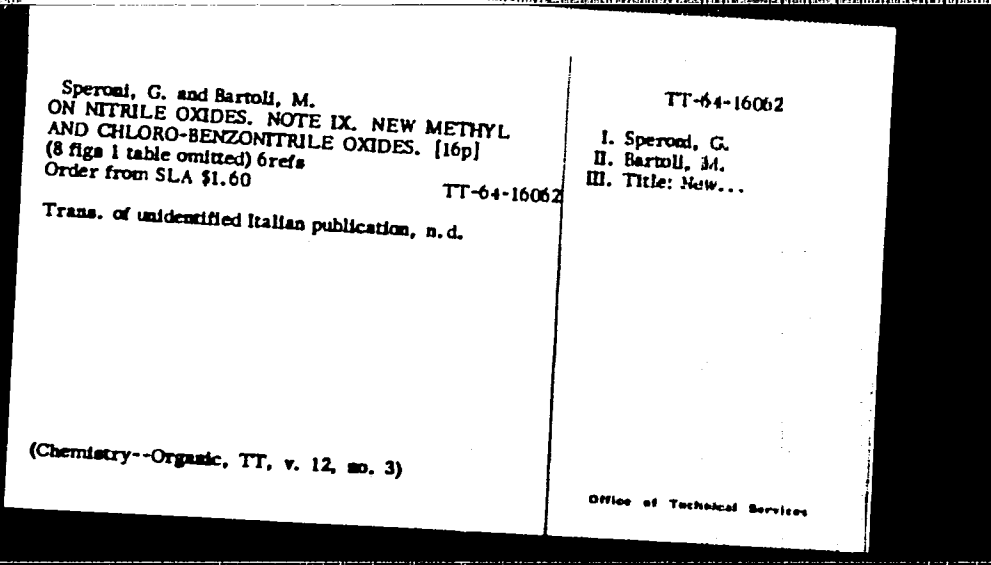 Speroni, G. and Bartoli, M.
ON NITRILE OXIDES. NOTE IX. NEW METHYL
AND CHLORO-BENZONITRILE OXIDES. [16p]
(8 figs 1 table omitted) 6refs
Order from SLA $1.60
TT-64-16062
Trans. of unidentified Italian publication, n.d.
(Chemistry--Organic, TT, v. 12, no. 3)
TT-64-16062
I. Speroni, G.
II. Bartoli, M.
III. Title: New...
Office of Technical Services